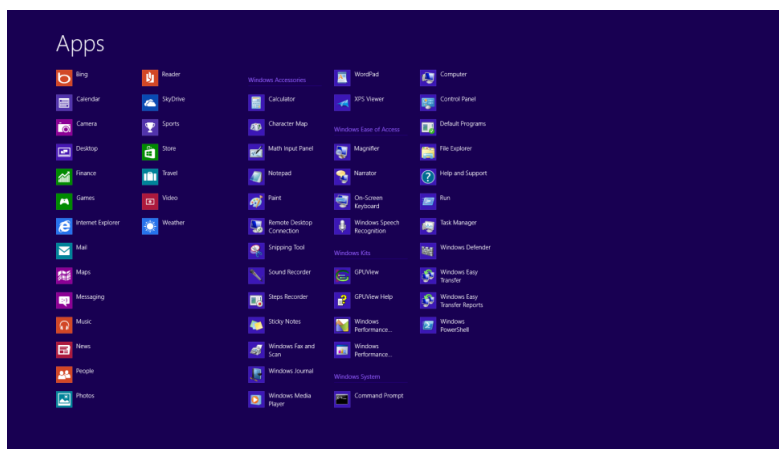 Apps
Bing
Calendar
Camera
Desktop
Finance
Games
Internet Explorer
Mail
Maps
Messaging
Music
News
People
Photos
Reader
SkyDrive
Sports
Store
Travel
Video
Weather
Windows Accessories
Calculator
Character Map
Math Input Panel
Notepad
Paint
Remote Desktop
Connection
Snipping Tool
Sound Recorder
Steps Recorder
Sticky Notes
Windows Fax and
Scan
Windows Journal
Windows Media
Player
WordPad
XPS Viewer
Windows Ease of Access
Magnifier
Narrator
On-Screen
Keyboard
Windows Speech
Recognition
Windows Kits
GPUView
GPUView Help
Windows
Performance...
Windows
Performance...
Windows System
Command Prompt
Computer
Control Panel
Default Programs
File Explorer
Help and Support
Run
Task Manager
Windows Defender
Windows Easy
Transfer
Windows Easy
Transfer Reports
Windows
PowerShell